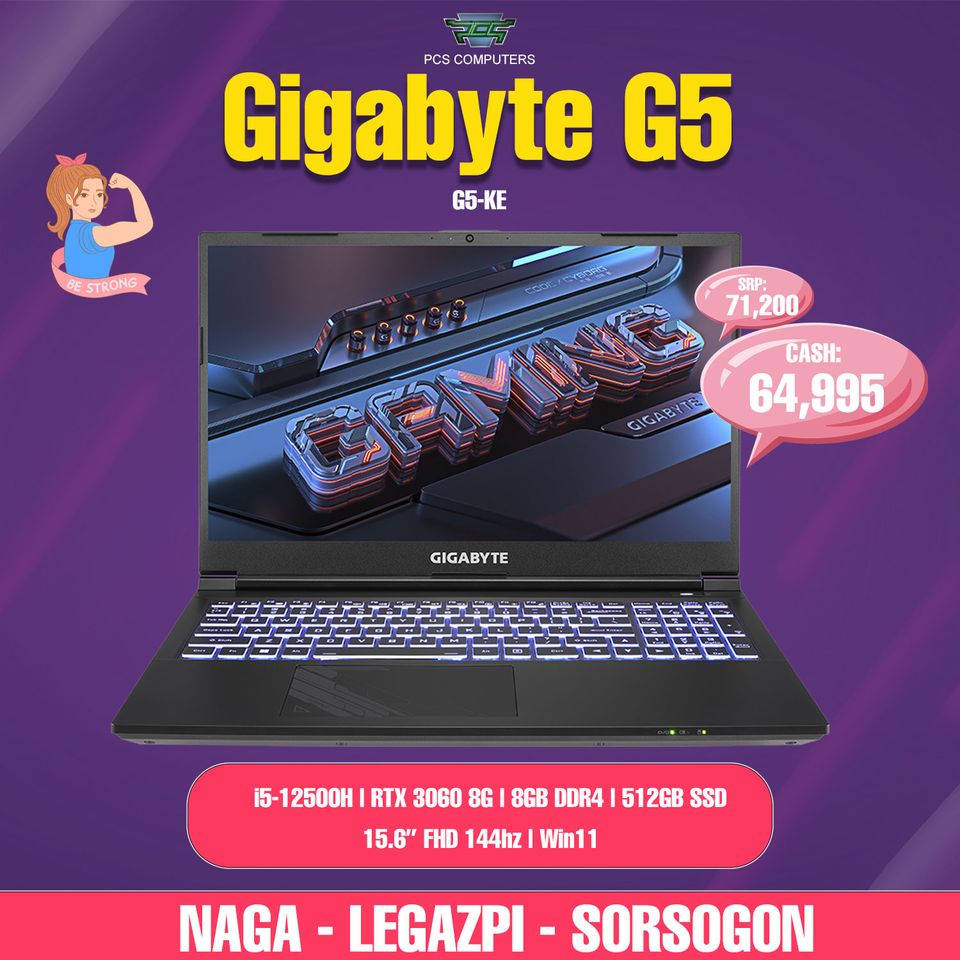 PCS
PCS COMPUTERS
Gigabyte G5
G5-KE
BE STRONG
SRP:
71,200
CASH:
64,995
GAMING
GIGABYTE
GIGABYTE
i5-12500H | RTX 3060 8G | 8GB DDR4 | 512GB SSD
15.6” FHD 144hz | Win11
NAGA - LEGAZPI - SORSOGON